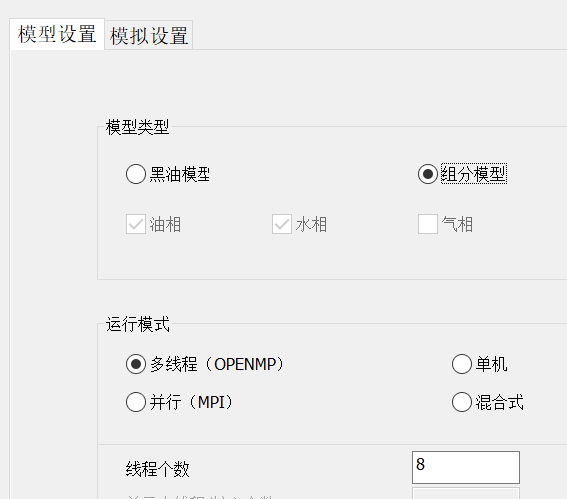 模型设置 模拟设置
模型类型
黑油模型 组分模型
油相 水相 气相
运行模式
多线程（OPENMP） 单机
并行（MPI） 混合式
线程个数 8